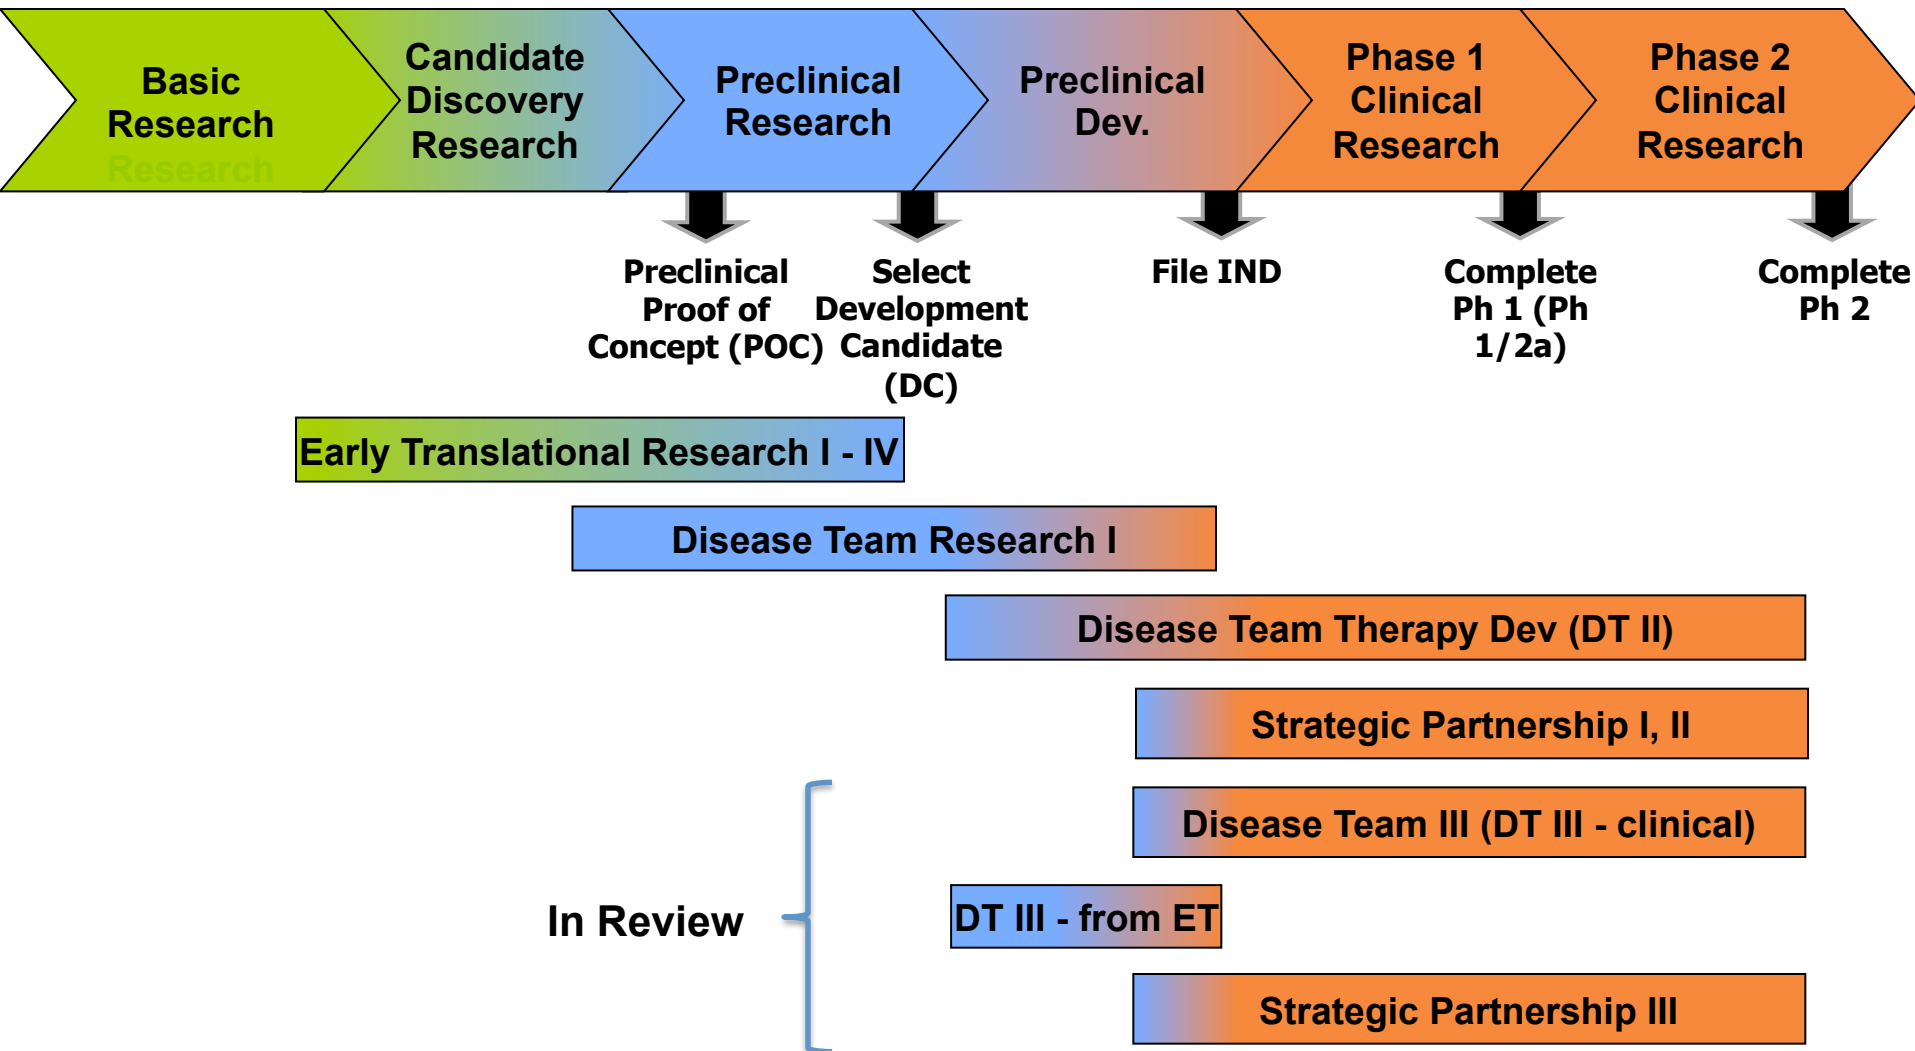 Basic
Research
Research
Candidate
Discovery
Research
Preclinical
Research
Preclinical
Dev.
Phase 1
Clinical
Research
Phase 2
Clinical
Research
Preclinical
Proof of
Concept (POC)
Select
Development
Candidate
(DC)
File IND
Complete
Ph 1 (Ph
1/2a)
Complete
Ph 2
Early Translational Research I - IV
Disease Team Research I
Disease Team Therapy Dev (DT II)
Strategic Partnership I, II
Disease Team III (DT III - clinical)
In Review
DT III - from ET
Strategic Partnership III